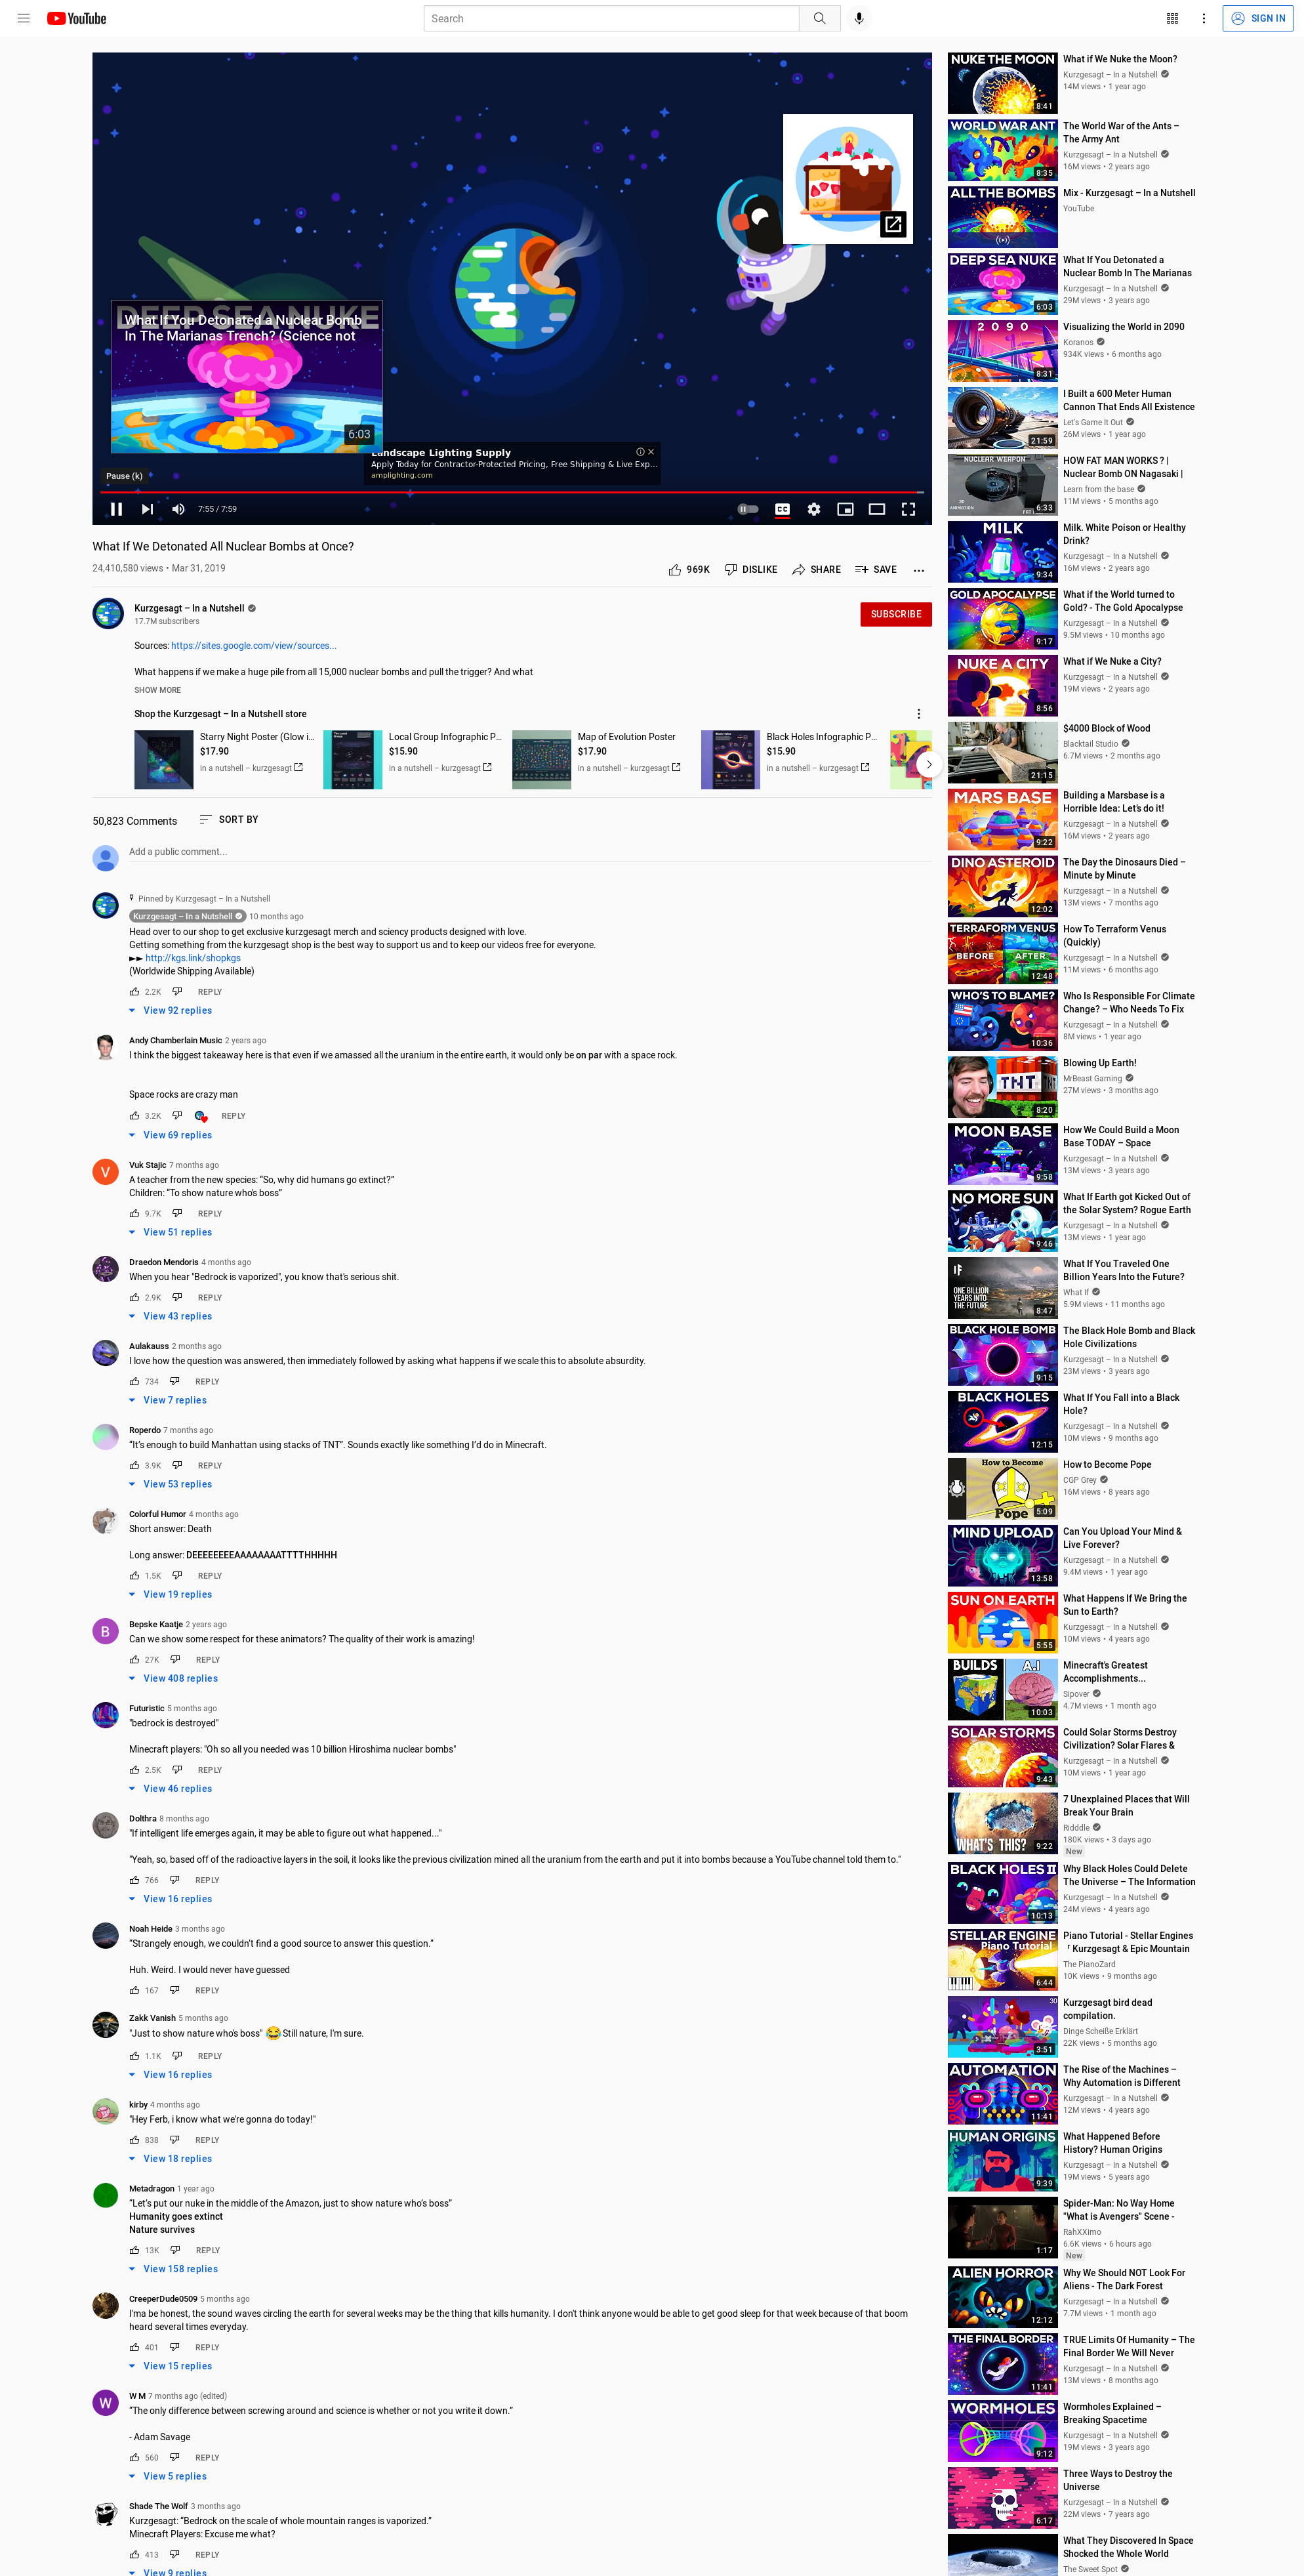 YouTube
Search
SIGN IN
What If You Detonated a Nuclear Bomb
In The Marianas Trench? (Science not
6:03
Landscape Lighting Supply
Apply Today for Contractor-Protected Pricing, Free Shipping & Live Exp...
amplighting.com
Pause (k)
7:55 / 7:59
CC
What If We Detonated All Nuclear Bombs at Once?
24,410,580 views • Mar 31, 2019
969K
DISLIKE
SHARE
SAVE
Kurzgesagt – In a Nutshell
17.7M subscribers
SUBSCRIBE
Sources: https://sites.google.com/view/sources...
What happens if we make a huge pile from all 15,000 nuclear bombs and pull the trigger? And what
SHOW MORE
Shop the Kurzgesagt – In a Nutshell store
Starry Night Poster (Glow i...
$17.90
in a nutshell – kurzgesagt
Local Group Infographic P...
$15.90
in a nutshell – kurzgesagt
Map of Evolution Poster
$17.90
in a nutshell – kurzgesagt
Black Holes Infographic P...
$15.90
in a nutshell – kurzgesagt
50,823 Comments
SORT BY
Add a public comment...
Pinned by Kurzgesagt – In a Nutshell
Kurzgesagt – In a Nutshell 10 months ago
Head over to our shop to get exclusive kurzgesagt merch and sciency products designed with love.
Getting something from the kurzgesagt shop is the best way to support us and to keep our videos free for everyone.
►► http://kgs.link/shopkgs
(Worldwide Shipping Available)
2.2K REPLY
View 92 replies
Andy Chamberlain Music 2 years ago
I think the biggest takeaway here is that even if we amassed all the uranium in the entire earth, it would only be on par with a space rock.
Space rocks are crazy man
3.2K REPLY
View 69 replies
V
Vuk Stajic 7 months ago
A teacher from the new species: “So, why did humans go extinct?”
Children: “To show nature who's boss”
9.7K REPLY
View 51 replies
Draedon Mendoris 4 months ago
When you hear "Bedrock is vaporized", you know that's serious shit.
2.9K REPLY
View 43 replies
Aulakauss 2 months ago
I love how the question was answered, then immediately followed by asking what happens if we scale this to absolute absurdity.
734 REPLY
View 7 replies
Roperdo 7 months ago
“It’s enough to build Manhattan using stacks of TNT”. Sounds exactly like something I’d do in Minecraft.
3.9K REPLY
View 53 replies
Colorful Humor 4 months ago
Short answer: Death
Long answer: DEEEEEEEEAAAAAAAATTTTHHHHH
1.5K REPLY
View 19 replies
B
Bepske Kaatje 2 years ago
Can we show some respect for these animators? The quality of their work is amazing!
27K REPLY
View 408 replies
Futuristic 5 months ago
"bedrock is destroyed"
Minecraft players: "Oh so all you needed was 10 billion Hiroshima nuclear bombs"
2.5K REPLY
View 46 replies
Dolthra 8 months ago
"If intelligent life emerges again, it may be able to figure out what happened..."
"Yeah, so, based off of the radioactive layers in the soil, it looks like the previous civilization mined all the uranium from the earth and put it into bombs because a YouTube channel told them to."
766 REPLY
View 16 replies
Noah Heide 3 months ago
“Strangely enough, we couldn’t find a good source to answer this question.”
Huh. Weird. I would never have guessed
167 REPLY
Zakk Vanish 5 months ago
"Just to show nature who's boss" 😂 Still nature, I'm sure.
1.1K REPLY
View 16 replies
kirby 4 months ago
"Hey Ferb, i know what we're gonna do today!"
838 REPLY
View 18 replies
Metadragon 1 year ago
“Let’s put our nuke in the middle of the Amazon, just to show nature who’s boss”
Humanity goes extinct
Nature survives
13K REPLY
View 158 replies
CreeperDude0509 5 months ago
I'ma be honest, the sound waves circling the earth for several weeks may be the thing that kills humanity. I don't think anyone would be able to get good sleep for that week because of that boom
heard several times everyday.
401 REPLY
View 15 replies
W
W M 7 months ago (edited)
“The only difference between screwing around and science is whether or not you write it down.”
- Adam Savage
560 REPLY
View 5 replies
Shade The Wolf 3 months ago
Kurzgesagt: “Bedrock on the scale of whole mountain ranges is vaporized.”
Minecraft Players: Excuse me what?
413 REPLY
View 9 replies
NUKE THE MOON
8:41
What if We Nuke the Moon?
Kurzgesagt – In a Nutshell
14M views • 1 year ago
WORLD WAR ANT
8:35
The World War of the Ants –
The Army Ant
Kurzgesagt – In a Nutshell
16M views • 2 years ago
ALL THE BOMBS
Mix - Kurzgesagt – In a Nutshell
YouTube
DEEP SEA NUKE
6:03
What If You Detonated a
Nuclear Bomb In The Marianas
Kurzgesagt – In a Nutshell
29M views • 3 years ago
2090
8:31
Visualizing the World in 2090
Koranos
934K views • 6 months ago
21:59
I Built a 600 Meter Human
Cannon That Ends All Existence
Let's Game It Out
26M views • 1 year ago
NUCLEAR WEAPON
6:33
HOW FAT MAN WORKS ? |
Nuclear Bomb ON Nagasaki |
Learn from the base
11M views • 5 months ago
MILK
9:34
Milk. White Poison or Healthy
Drink?
Kurzgesagt – In a Nutshell
16M views • 2 years ago
GOLD APOCALYPSE
9:17
What if the World turned to
Gold? - The Gold Apocalypse
Kurzgesagt – In a Nutshell
9.5M views • 10 months ago
NUKE A CITY
8:56
What if We Nuke a City?
Kurzgesagt – In a Nutshell
19M views • 2 years ago
21:15
$4000 Block of Wood
Blacktail Studio
6.7M views • 2 months ago
MARS BASE
9:22
Building a Marsbase is a
Horrible Idea: Let's do it!
Kurzgesagt – In a Nutshell
16M views • 2 years ago
DINO ASTEROID
12:02
The Day the Dinosaurs Died –
Minute by Minute
Kurzgesagt – In a Nutshell
13M views • 7 months ago
TERRAFORM VENUS
BEFORE AFTER
12:48
How To Terraform Venus
(Quickly)
Kurzgesagt – In a Nutshell
11M views • 6 months ago
WHO'S TO BLAME?
10:36
Who Is Responsible For Climate
Change? – Who Needs To Fix
Kurzgesagt – In a Nutshell
8M views • 1 year ago
TNT
8:20
Blowing Up Earth!
MrBeast Gaming
27M views • 3 months ago
MOON BASE
9:58
How We Could Build a Moon
Base TODAY – Space
Kurzgesagt – In a Nutshell
13M views • 3 years ago
NO MORE SUN
9:46
What If Earth got Kicked Out of
the Solar System? Rogue Earth
Kurzgesagt – In a Nutshell
13M views • 1 year ago
ONE BILLION
YEARS INTO
THE FUTURE
8:47
What If You Traveled One
Billion Years Into the Future?
What If
5.9M views • 11 months ago
BLACK HOLE BOMB
9:15
The Black Hole Bomb and Black
Hole Civilizations
Kurzgesagt – In a Nutshell
23M views • 3 years ago
BLACK HOLES
12:15
What If You Fall into a Black
Hole?
Kurzgesagt – In a Nutshell
10M views • 9 months ago
How to Become
Pope
5:09
How to Become Pope
CGP Grey
16M views • 8 years ago
MIND UPLOAD
13:58
Can You Upload Your Mind &
Live Forever?
Kurzgesagt – In a Nutshell
9.4M views • 1 year ago
SUN ON EARTH
5:55
What Happens If We Bring the
Sun to Earth?
Kurzgesagt – In a Nutshell
10M views • 4 years ago
BUILDS A.I
10:03
Minecraft's Greatest
Accomplishments...
Sipover
4.7M views • 1 month ago
SOLAR STORMS
9:43
Could Solar Storms Destroy
Civilization? Solar Flares &
Kurzgesagt – In a Nutshell
10M views • 1 year ago
WHAT'S THIS?
9:22
7 Unexplained Places that Will
Break Your Brain
Ridddle
180K views • 3 days ago
New
BLACK HOLES II
10:13
Why Black Holes Could Delete
The Universe – The Information
Kurzgesagt – In a Nutshell
24M views • 4 years ago
STELLAR ENGINE
Piano Tutorial
6:44
Piano Tutorial - Stellar Engines
「 Kurzgesagt & Epic Mountain
The PianoZard
10K views • 9 months ago
30
3:51
Kurzgesagt bird dead
compilation.
Dinge Scheiße Erklärt
22K views • 5 months ago
AUTOMATION
11:41
The Rise of the Machines –
Why Automation is Different
Kurzgesagt – In a Nutshell
12M views • 4 years ago
HUMAN ORIGINS
9:39
What Happened Before
History? Human Origins
Kurzgesagt – In a Nutshell
19M views • 5 years ago
1:17
Spider-Man: No Way Home
"What is Avengers" Scene -
RahXXimo
6.6K views • 6 hours ago
New
ALIEN HORROR
12:12
Why We Should NOT Look For
Aliens - The Dark Forest
Kurzgesagt – In a Nutshell
7.7M views • 1 month ago
THE FINAL BORDER
11:41
TRUE Limits Of Humanity – The
Final Border We Will Never
Kurzgesagt – In a Nutshell
13M views • 8 months ago
WORMHOLES
9:12
Wormholes Explained –
Breaking Spacetime
Kurzgesagt – In a Nutshell
19M views • 3 years ago
6:17
Three Ways to Destroy the
Universe
Kurzgesagt – In a Nutshell
22M views • 7 years ago
What They Discovered In Space
Shocked the Whole World
The Sweet Spot